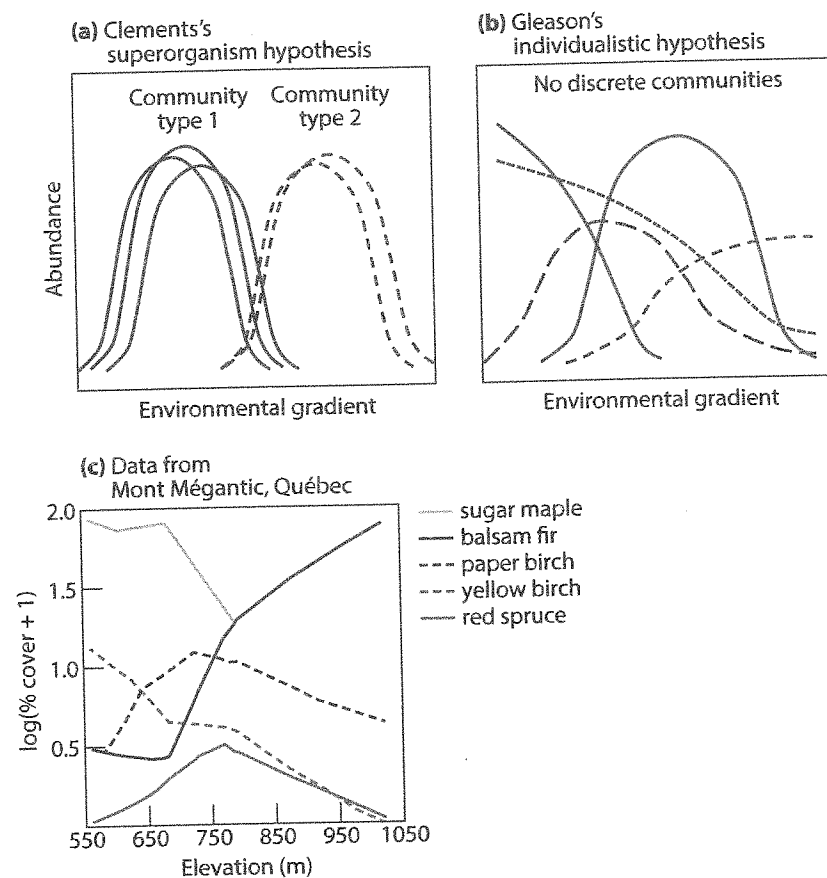 (a) Clements's
superorganism hypothesis
Community
type 1
Community
type 2
Abundance
Environmental gradient
(b) Gleason's
individualistic hypothesis
No discrete communities
Environmental gradient
(c) Data from
Mont Mégantic, Québec
log(% cover + 1)
2.0
1.5
1.0
0.5
550 650 750 850 950 1050
Elevation (m)
sugar maple
balsam fir
paper birch
yellow birch
red spruce